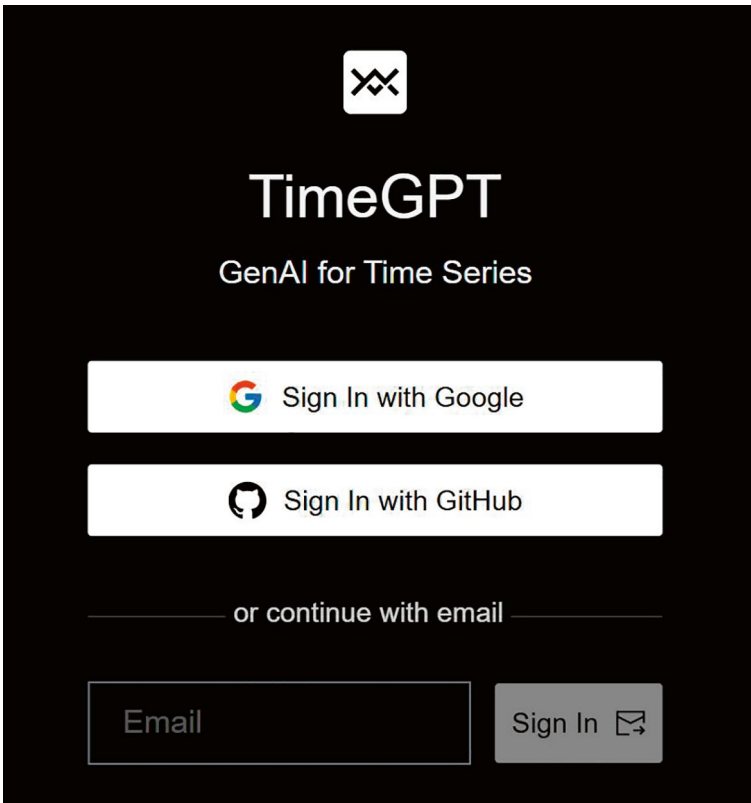 TimeGPT
GenAI for Time Series
Sign In with Google
Sign In with GitHub
or continue with email
Email
Sign In